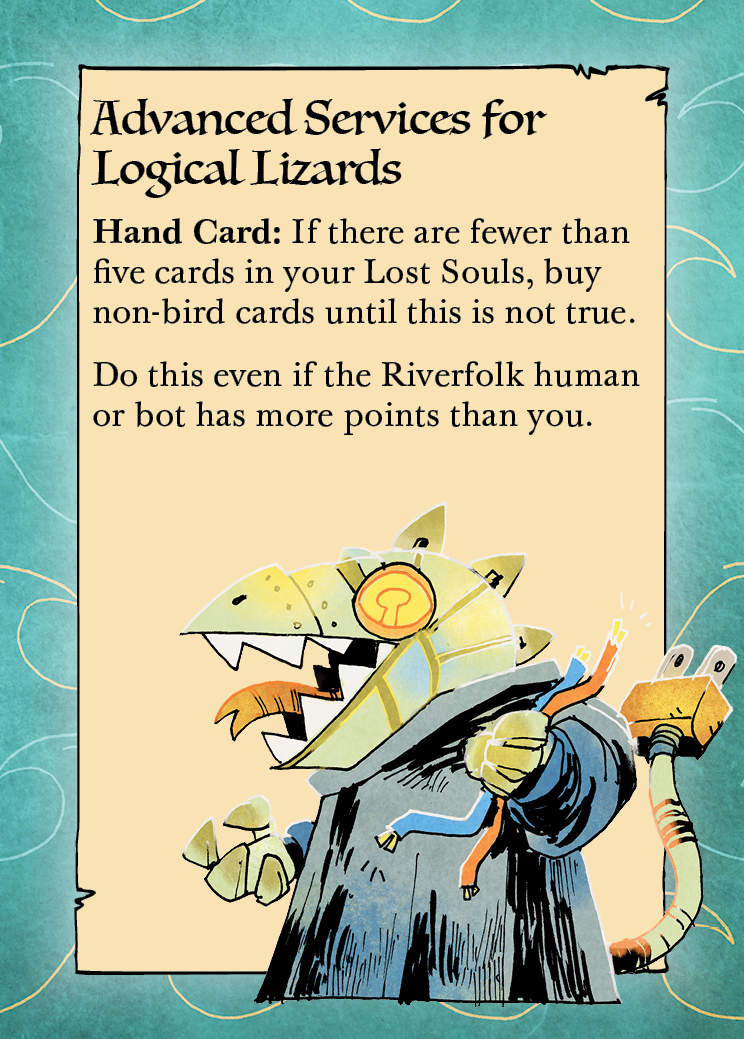 Advanced Services for
Logical Lizards
Hand Card: If there are fewer than
five cards in your Lost Souls, buy
non-bird cards until this is not true.
Do this even if the Riverfolk human
or bot has more points than you.